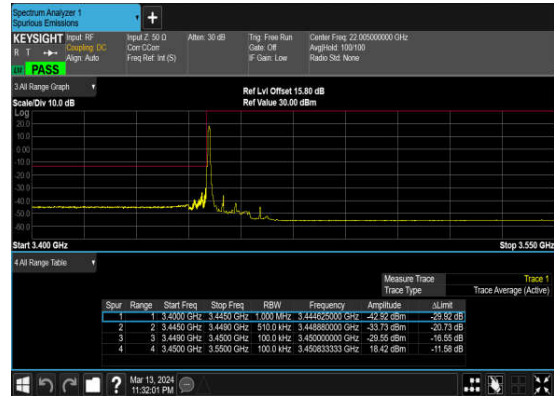 Spectrum Analyzer 1
Spurious Emissions
KEYSIGHT Input: RF Input Z: 50 Ω Atten: 30 dB Trig: Free Run Center Freq: 22.005000000 GHz
R T Coupling: DC Corr CCorr Gate: Off Avg|Hold: 100/100
Align: Auto Freq Ref: Int (S) IF Gain: Low Radio Std: None
PASS
3.All Range Graph
Ref Lvl Offset 15.80 dB
Scale/Div 10.0 dB Ref Value 30.00 dBm
Log
20.0
10.0
0.00
-10.0
-20.0
-30.0
-40.0
-50.0
-60.0
Start 3.400 GHz Stop 3.550 GHz
4.All Range Table
Measure Trace Trace 1
Trace Type Trace Average (Active)
Spur Range Start Freq Stop Freq RBW Frequency Amplitude ΔLimit
1 1 3.4000 GHz 3.4450 GHz 1.000 MHz 3.444625000 GHz -42.92 dBm -29.92 dB
2 2 3.4450 GHz 3.4490 GHz 510.0 kHz 3.448880000 GHz -33.73 dBm -20.73 dB
3 3 3.4490 GHz 3.4500 GHz 100.0 kHz 3.450000000 GHz -29.55 dBm -16.55 dB
4 4 3.4500 GHz 3.5500 GHz 100.0 kHz 3.450833333 GHz 18.42 dBm -11.58 dB
? Mar 13, 2024
11:32:01 PM